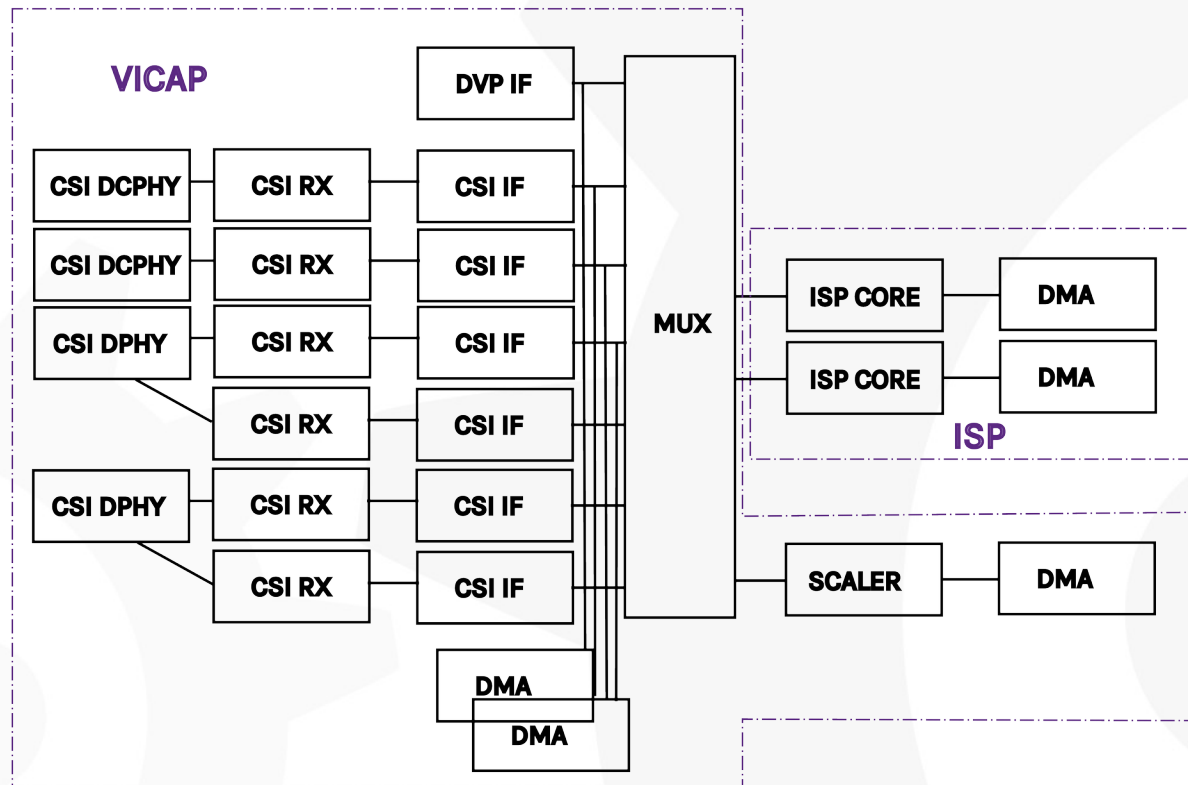 VICAP
DVP IF
CSI DCPHY
CSI RX
CSI IF
CSI DCPHY
CSI RX
CSI IF
CSI DPHY
CSI RX
CSI IF
CSI RX
CSI IF
CSI DPHY
CSI RX
CSI IF
CSI RX
CSI IF
DMA
DMA
MUX
ISP CORE
DMA
ISP CORE
DMA
ISP
SCALER
DMA